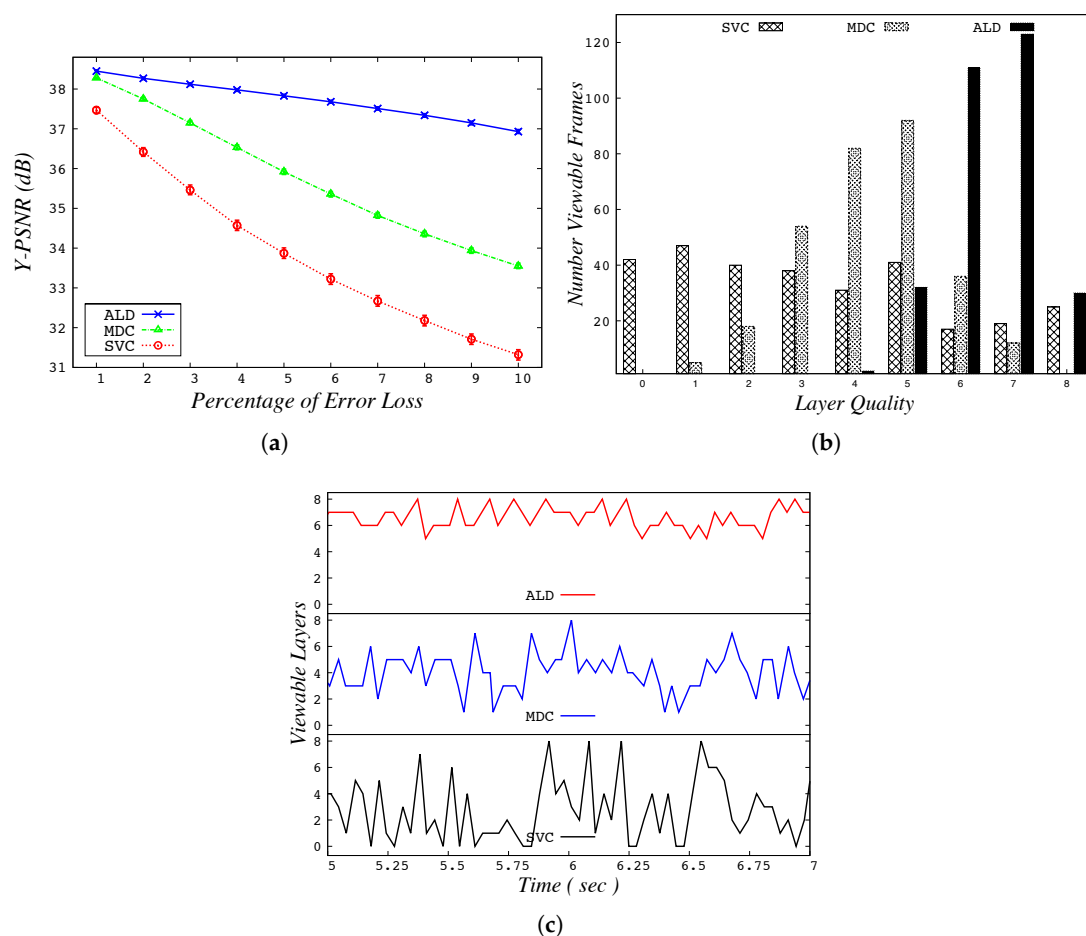 38
37
36
35
34
33
32
31
Y-PSNR (dB)
ALD
MDC
SVC
1 2 3 4 5 6 7 8 9 10
Percentage of Error Loss
(a)
SVC MDC ALD
120
100
80
60
40
20
Number Viewable Frames
0 1 2 3 4 5 6 7 8
Layer Quality
(b)
8
6
4
2
0
ALD
8
6
4
2
0
MDC
8
6
4
2
0
SVC
Viewable Layers
5 5.25 5.5 5.75 6 6.25 6.5 6.75 7
Time ( sec )
(c)